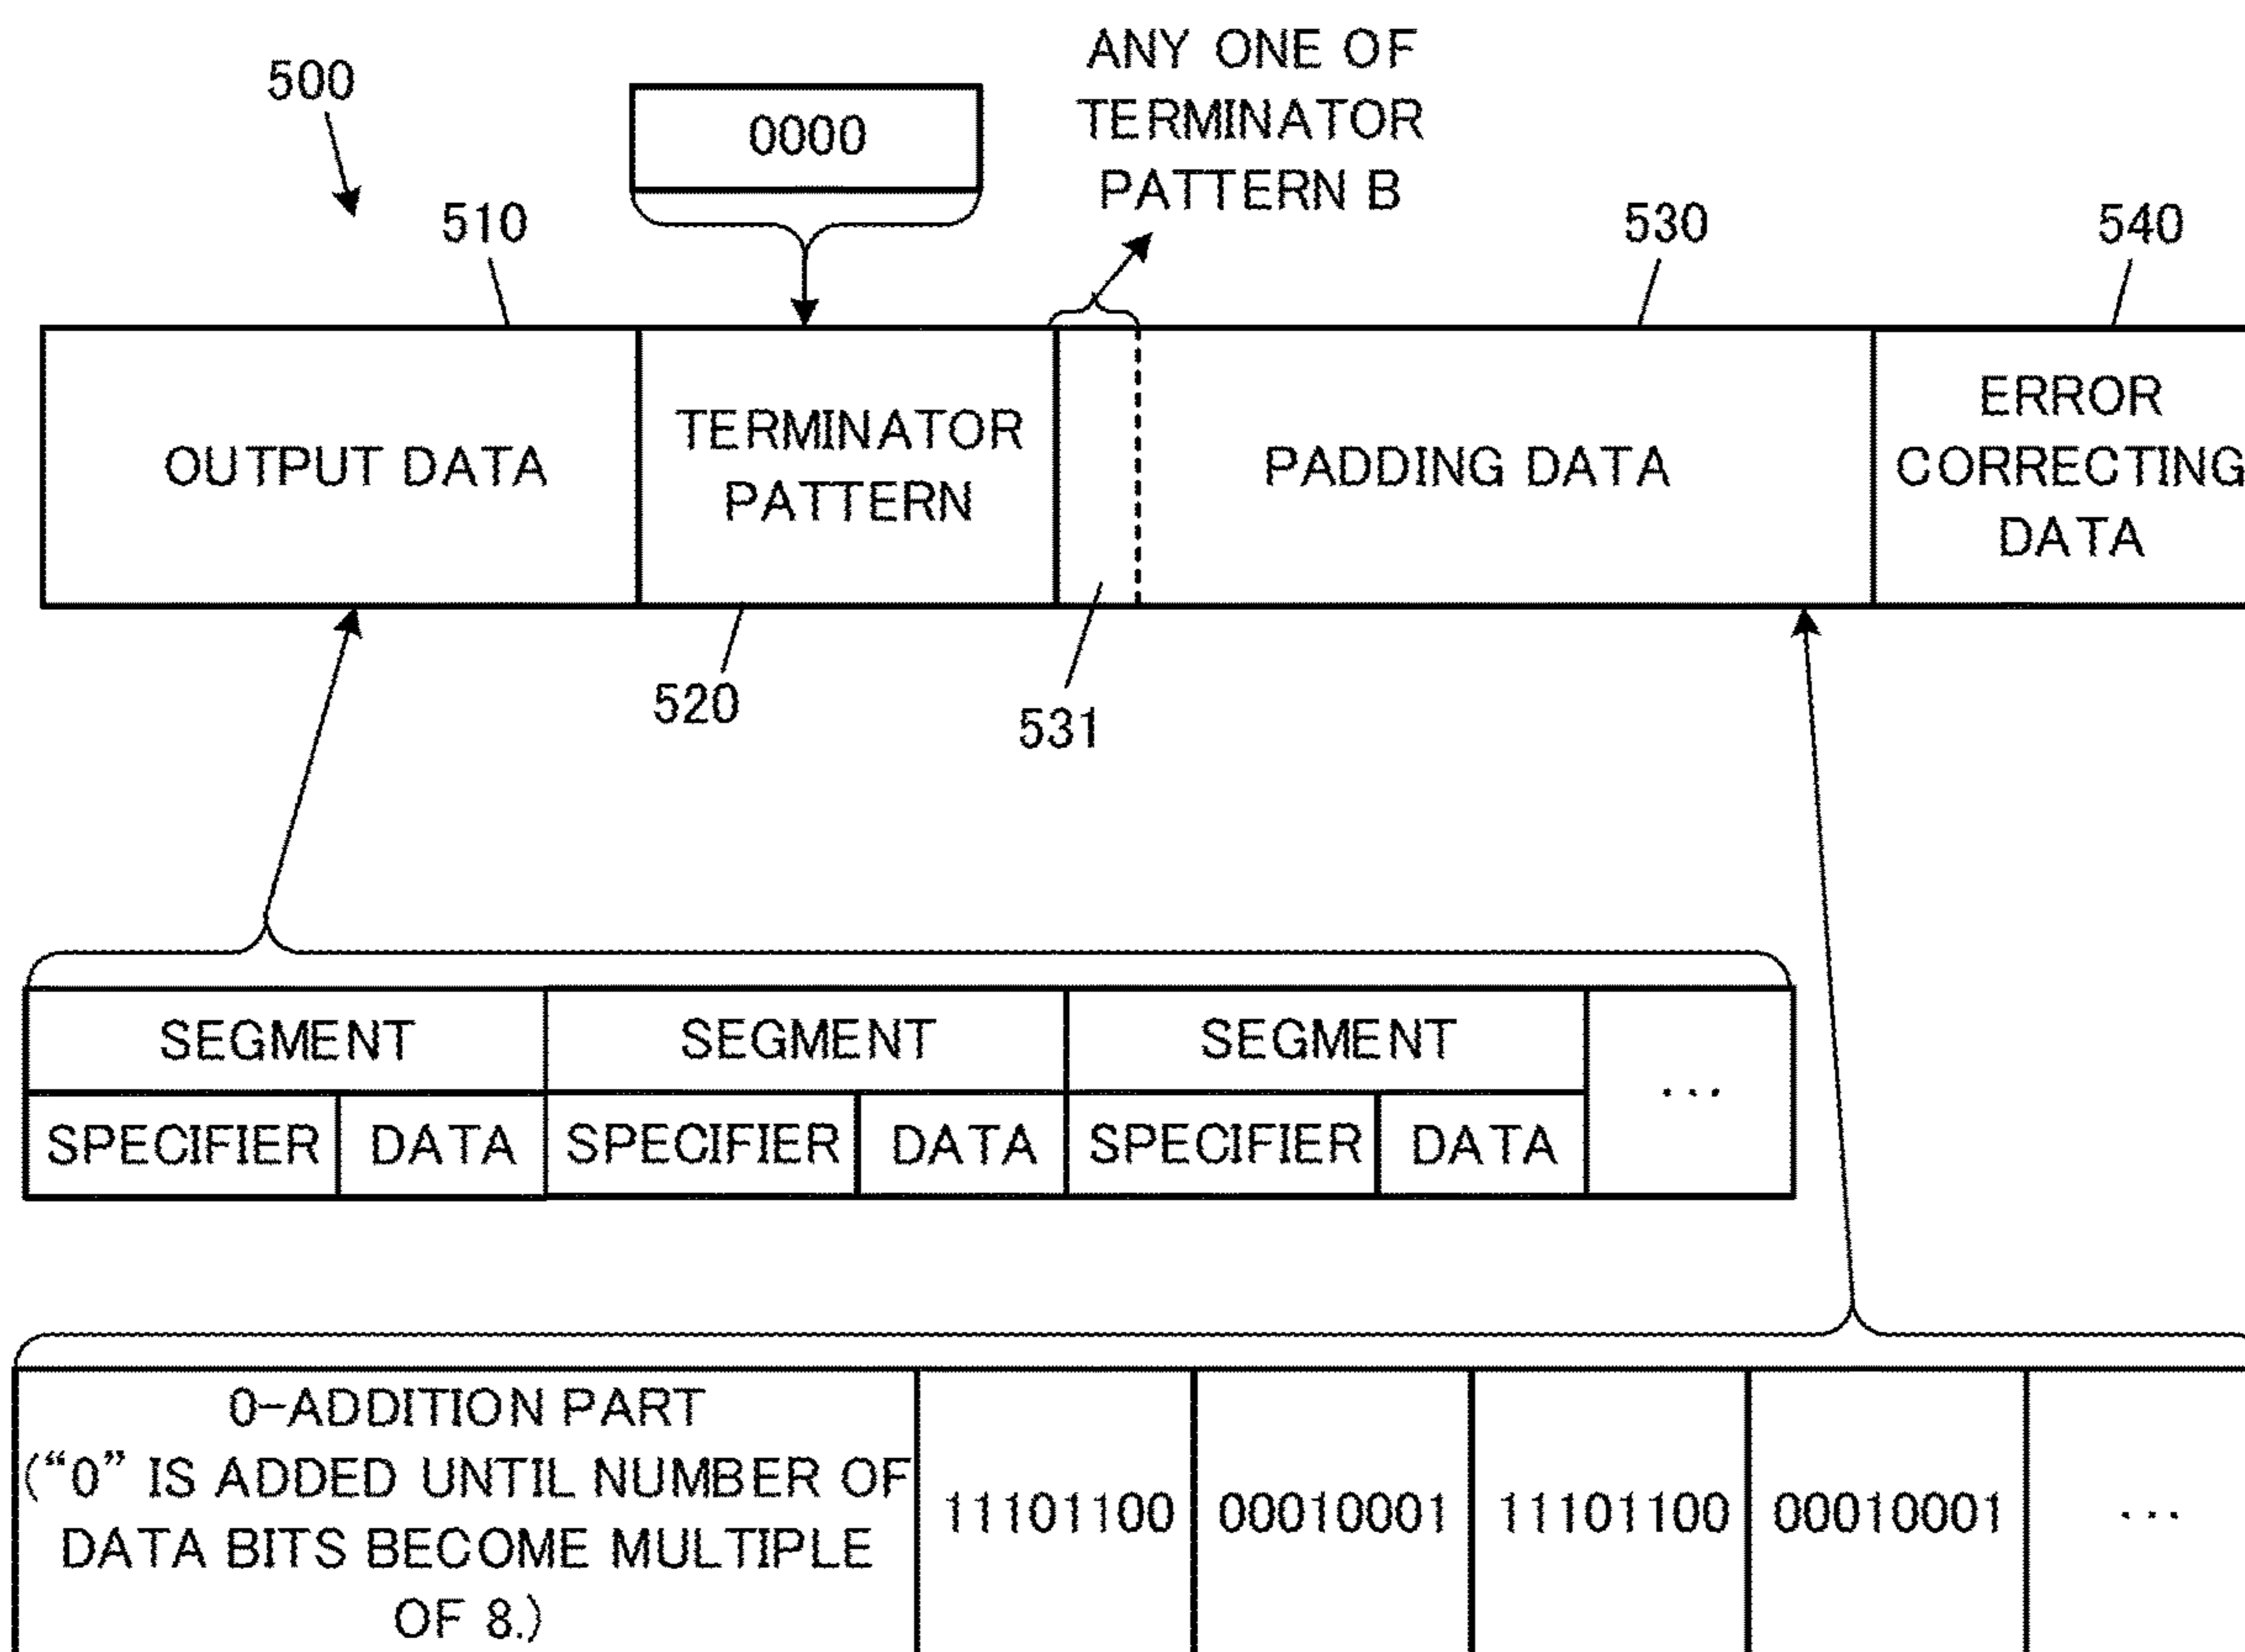 ANY ONE OF
TERMINATOR
PATTERN B
500
0000
510
530
540
OUTPUT DATA
TERMINATOR
PATTERN
PADDING DATA
ERROR
CORRECTING
DATA
520
531
SEGMENT SEGMENT SEGMENT
...
SPECIFIER DATA SPECIFIER DATA SPECIFIER DATA
0-ADDITION PART
(“0” IS ADDED UNTIL NUMBER OF
DATA BITS BECOME MULTIPLE
OF 8.)
11101100 00010001 11101100 00010001 ...